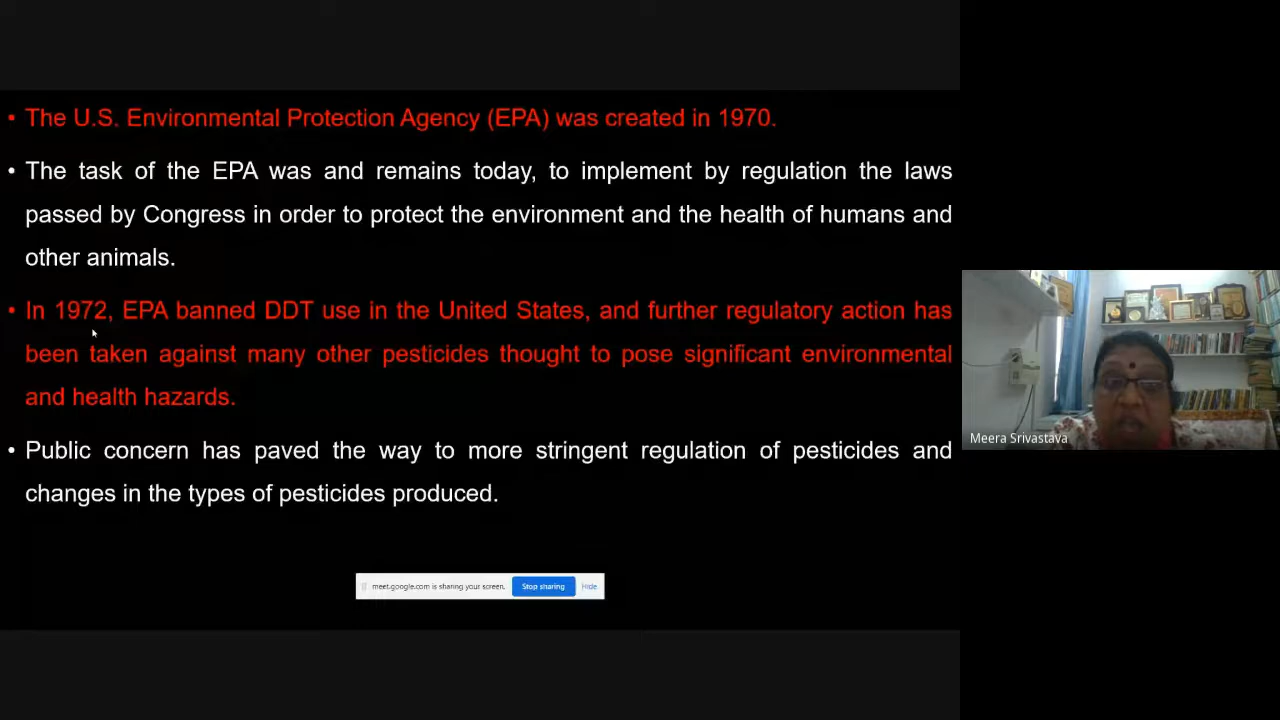 • The U.S. Environmental Protection Agency (EPA) was created in 1970.
• The task of the EPA was and remains today, to implement by regulation the laws
passed by Congress in order to protect the environment and the health of humans and
other animals.
• In 1972, EPA banned DDT use in the United States, and further regulatory action has
been taken against many other pesticides thought to pose significant environmental
and health hazards.
• Public concern has paved the way to more stringent regulation of pesticides and
changes in the types of pesticides produced.
meet.google.com is sharing your screen. Stop sharing Hide
Meera Srivastava